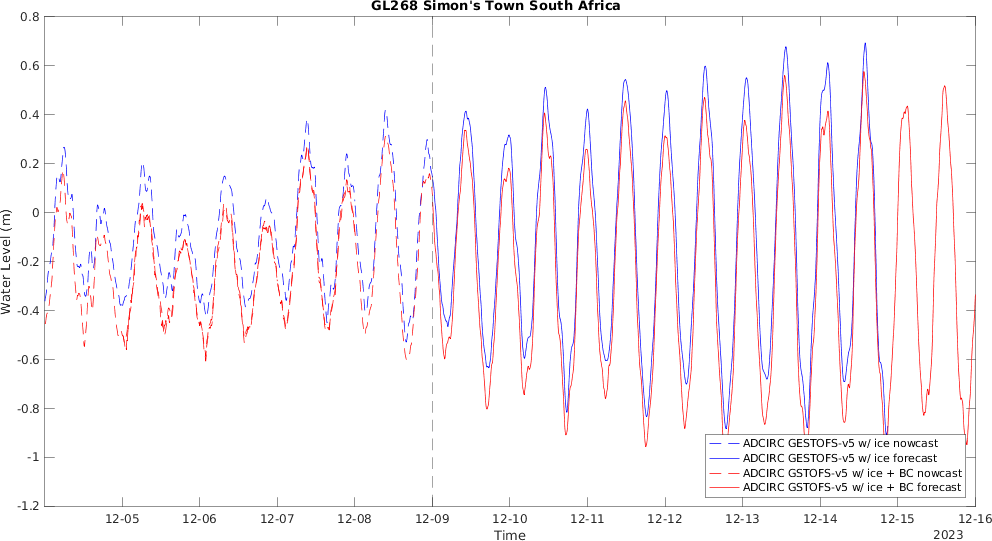 GL268 Simon's Town South Africa
0.8
0.6
0.4
0.2
0
-0.2
-0.4
-0.6
-0.8
-1
-1.2
Water Level (m)
ADCIRC GESTOFS-v5 w/ ice nowcast
ADCIRC GESTOFS-v5 w/ ice forecast
ADCIRC GSTOFS-v5 w/ ice + BC nowcast
ADCIRC GSTOFS-v5 w/ ice + BC forecast
12-05 12-06 12-07 12-08 12-09 12-10 12-11 12-12 12-13 12-14 12-15 12-16
Time
2023